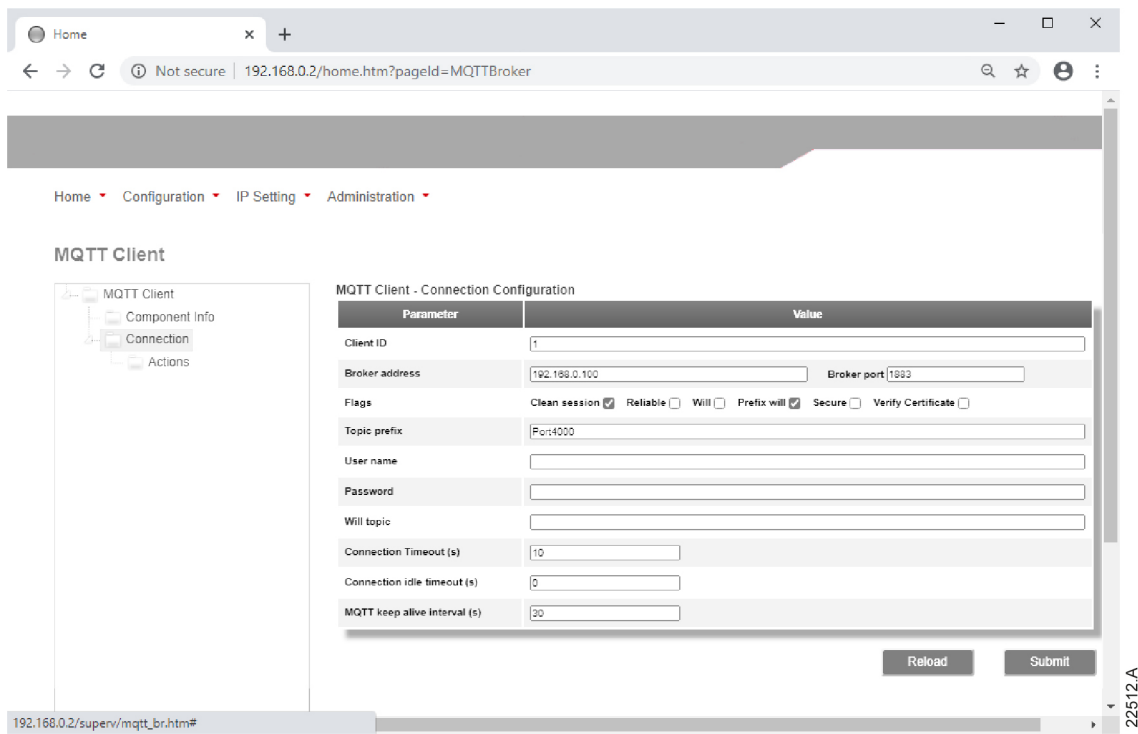 Home
Not secure 192.168.0.2/home.htm?pageId=MQTTBroker
Home Configuration IP Setting Administration
MQTT Client
MQTT Client
Component Info
Connection
Actions
MQTT Client - Connection Configuration
Parameter Value
Client ID 1
Broker address 192.168.0.100 Broker port 1883
Flags Clean session Reliable Will Prefix will Secure Verify Certificate
Topic prefix Port4000
User name
Password
Will topic
Connection Timeout (s) 10
Connection idle timeout (s) 0
MQTT keep alive interval (s) 30
Reload Submit
192.168.0.2/superv/mqtt_br.htm#
22512.A